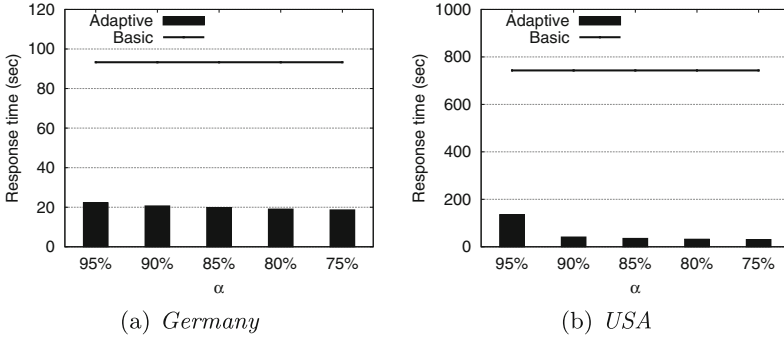 Response time (sec)
120
100
80
60
40
20
0
Adaptive
Basic
95% 90% 85% 80% 75%
α
(a) Germany
Response time (sec)
1000
800
600
400
200
0
Adaptive
Basic
95% 90% 85% 80% 75%
α
(b) USA